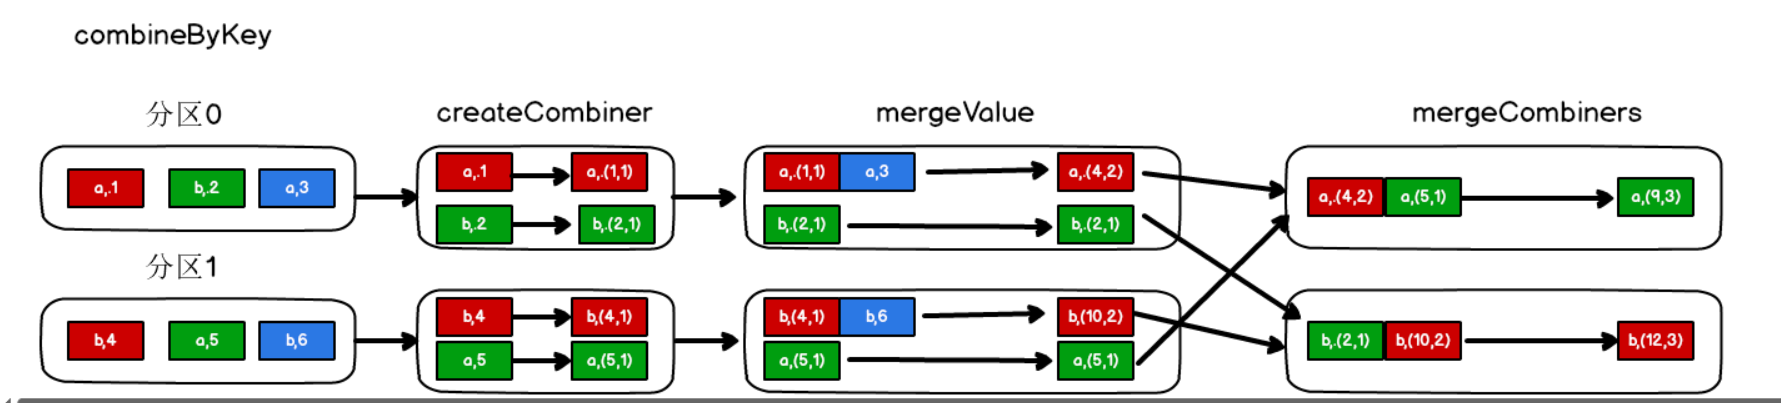 combineByKey
分区0
createCombiner
mergeValue
mergeCombiners
a,.1
b,.2
a,3
a,.1
a,.(1,1)
b,.2
b,.(2,1)
a,.(1,1)
a,3
a,.(4,2)
b,.(2,1)
b,.(2,1)
a,.(4,2)
a,(5,1)
a,(9,3)
分区1
b,4
a,5
b,6
b,4
b,(4,1)
a,5
a,(5,1)
b,(4,1)
b,6
b,(10,2)
a,(5,1)
a,(5,1)
b,.(2,1)
b,(10,2)
b,(12,3)